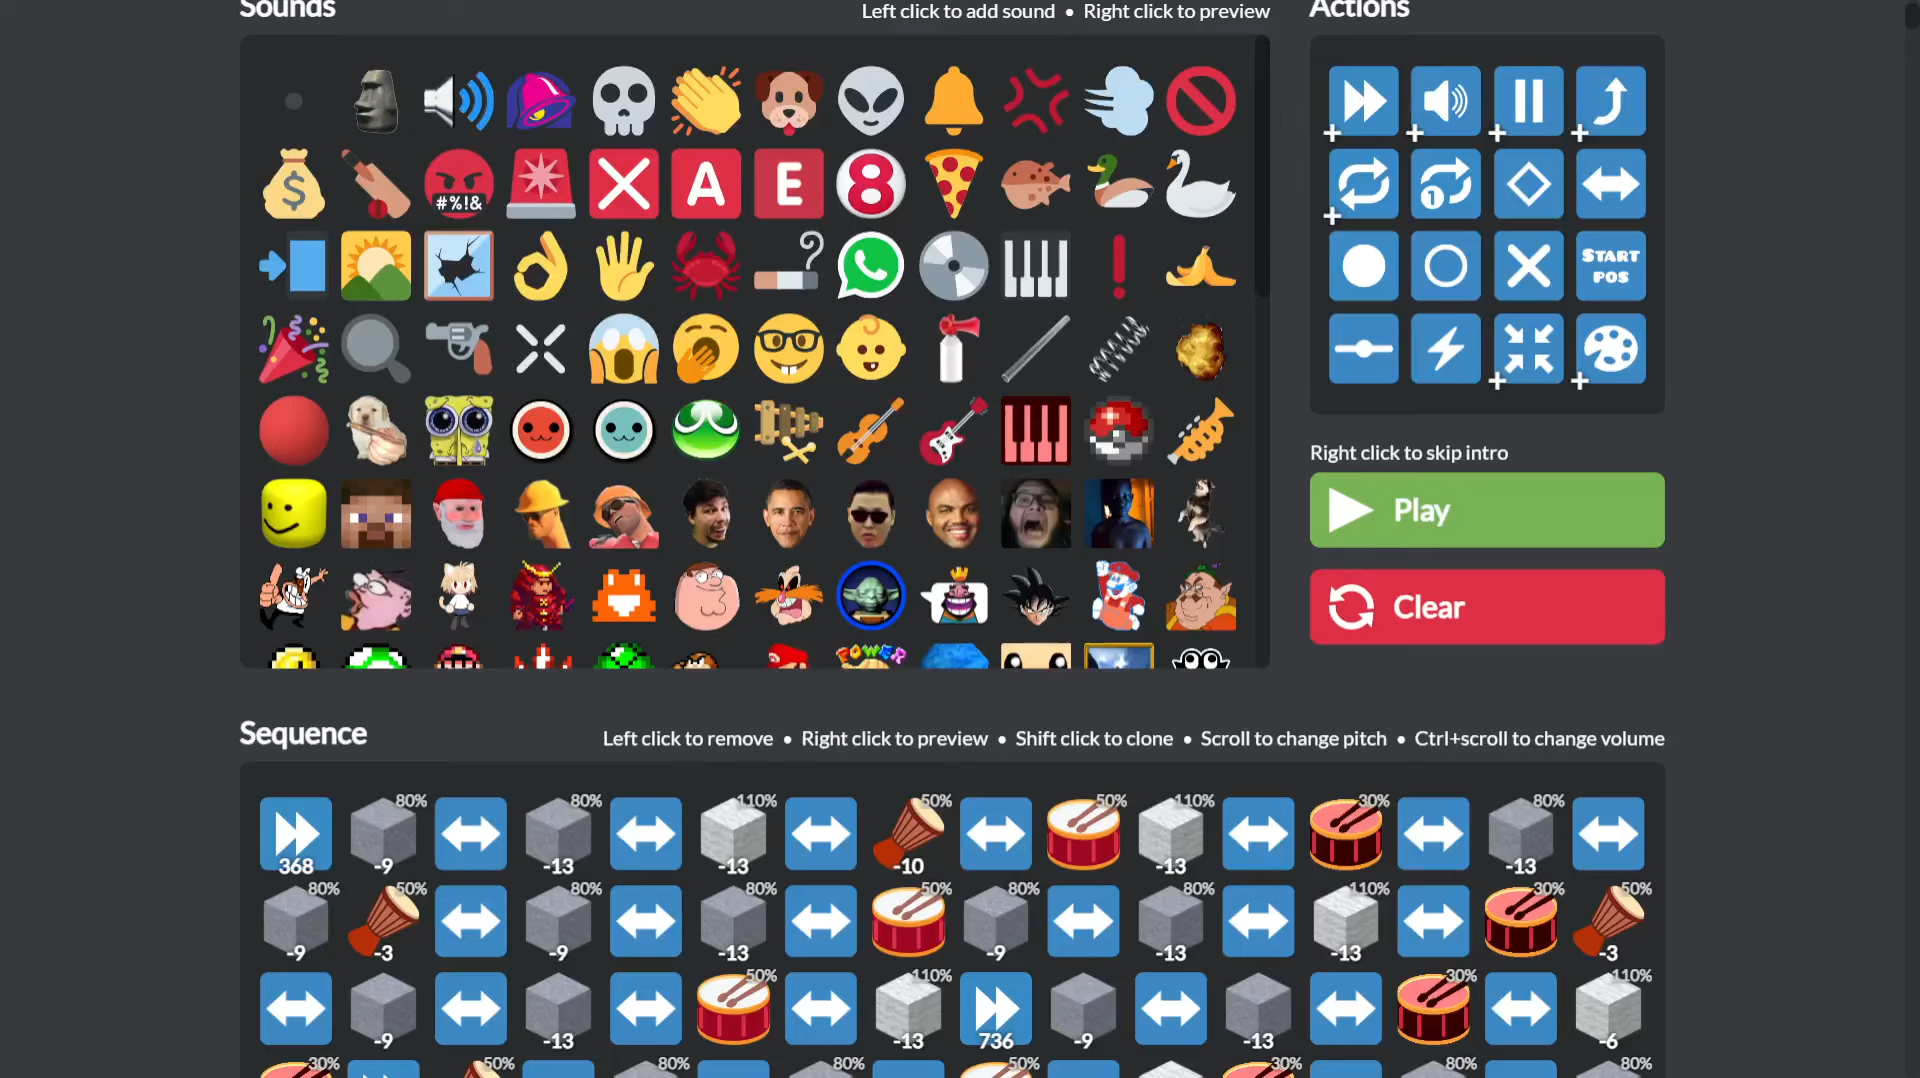 Sounds
Left click to add sound • Right click to preview
Actions
#%!&
A
E
8
$
?
1
START
POS
Right click to skip intro
Play
Clear
POWER
Sequence
Left click to remove • Right click to preview • Shift click to clone • Scroll to change pitch • Ctrl+scroll to change volume
80% 80% 110% 50% 50% 110% 30% 80%
368 -9 -13 -13 -10 -13 -13
80% 50% 80% 80% 50% 80% 80% 110% 30% 50%
-9 -3 -9 -13 -9 -13 -13 -3
50% 110% 30% 110%
-9 -13 -13 736 -9 -13 -6
30% 50% 80% 80% 50% 30% 80% 80%